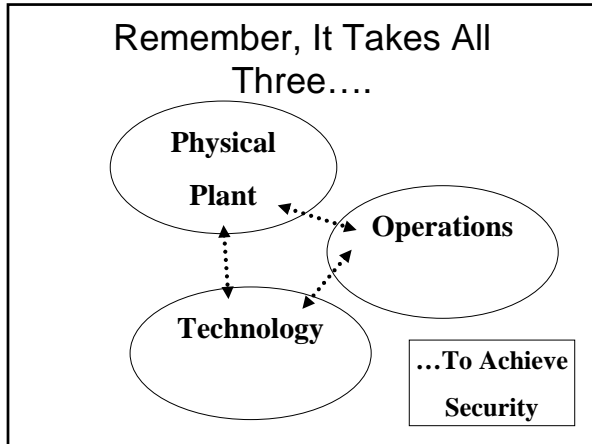 Remember, It Takes All
Three….
Physical
Plant
Operations
Technology
…To Achieve
Security